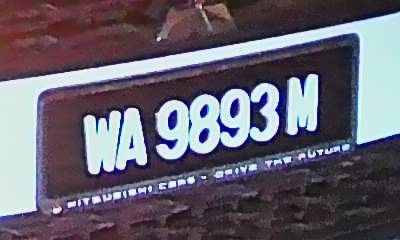 WA 9893 M
MITSUBISHI CARS - DRIVE THE FUTURE